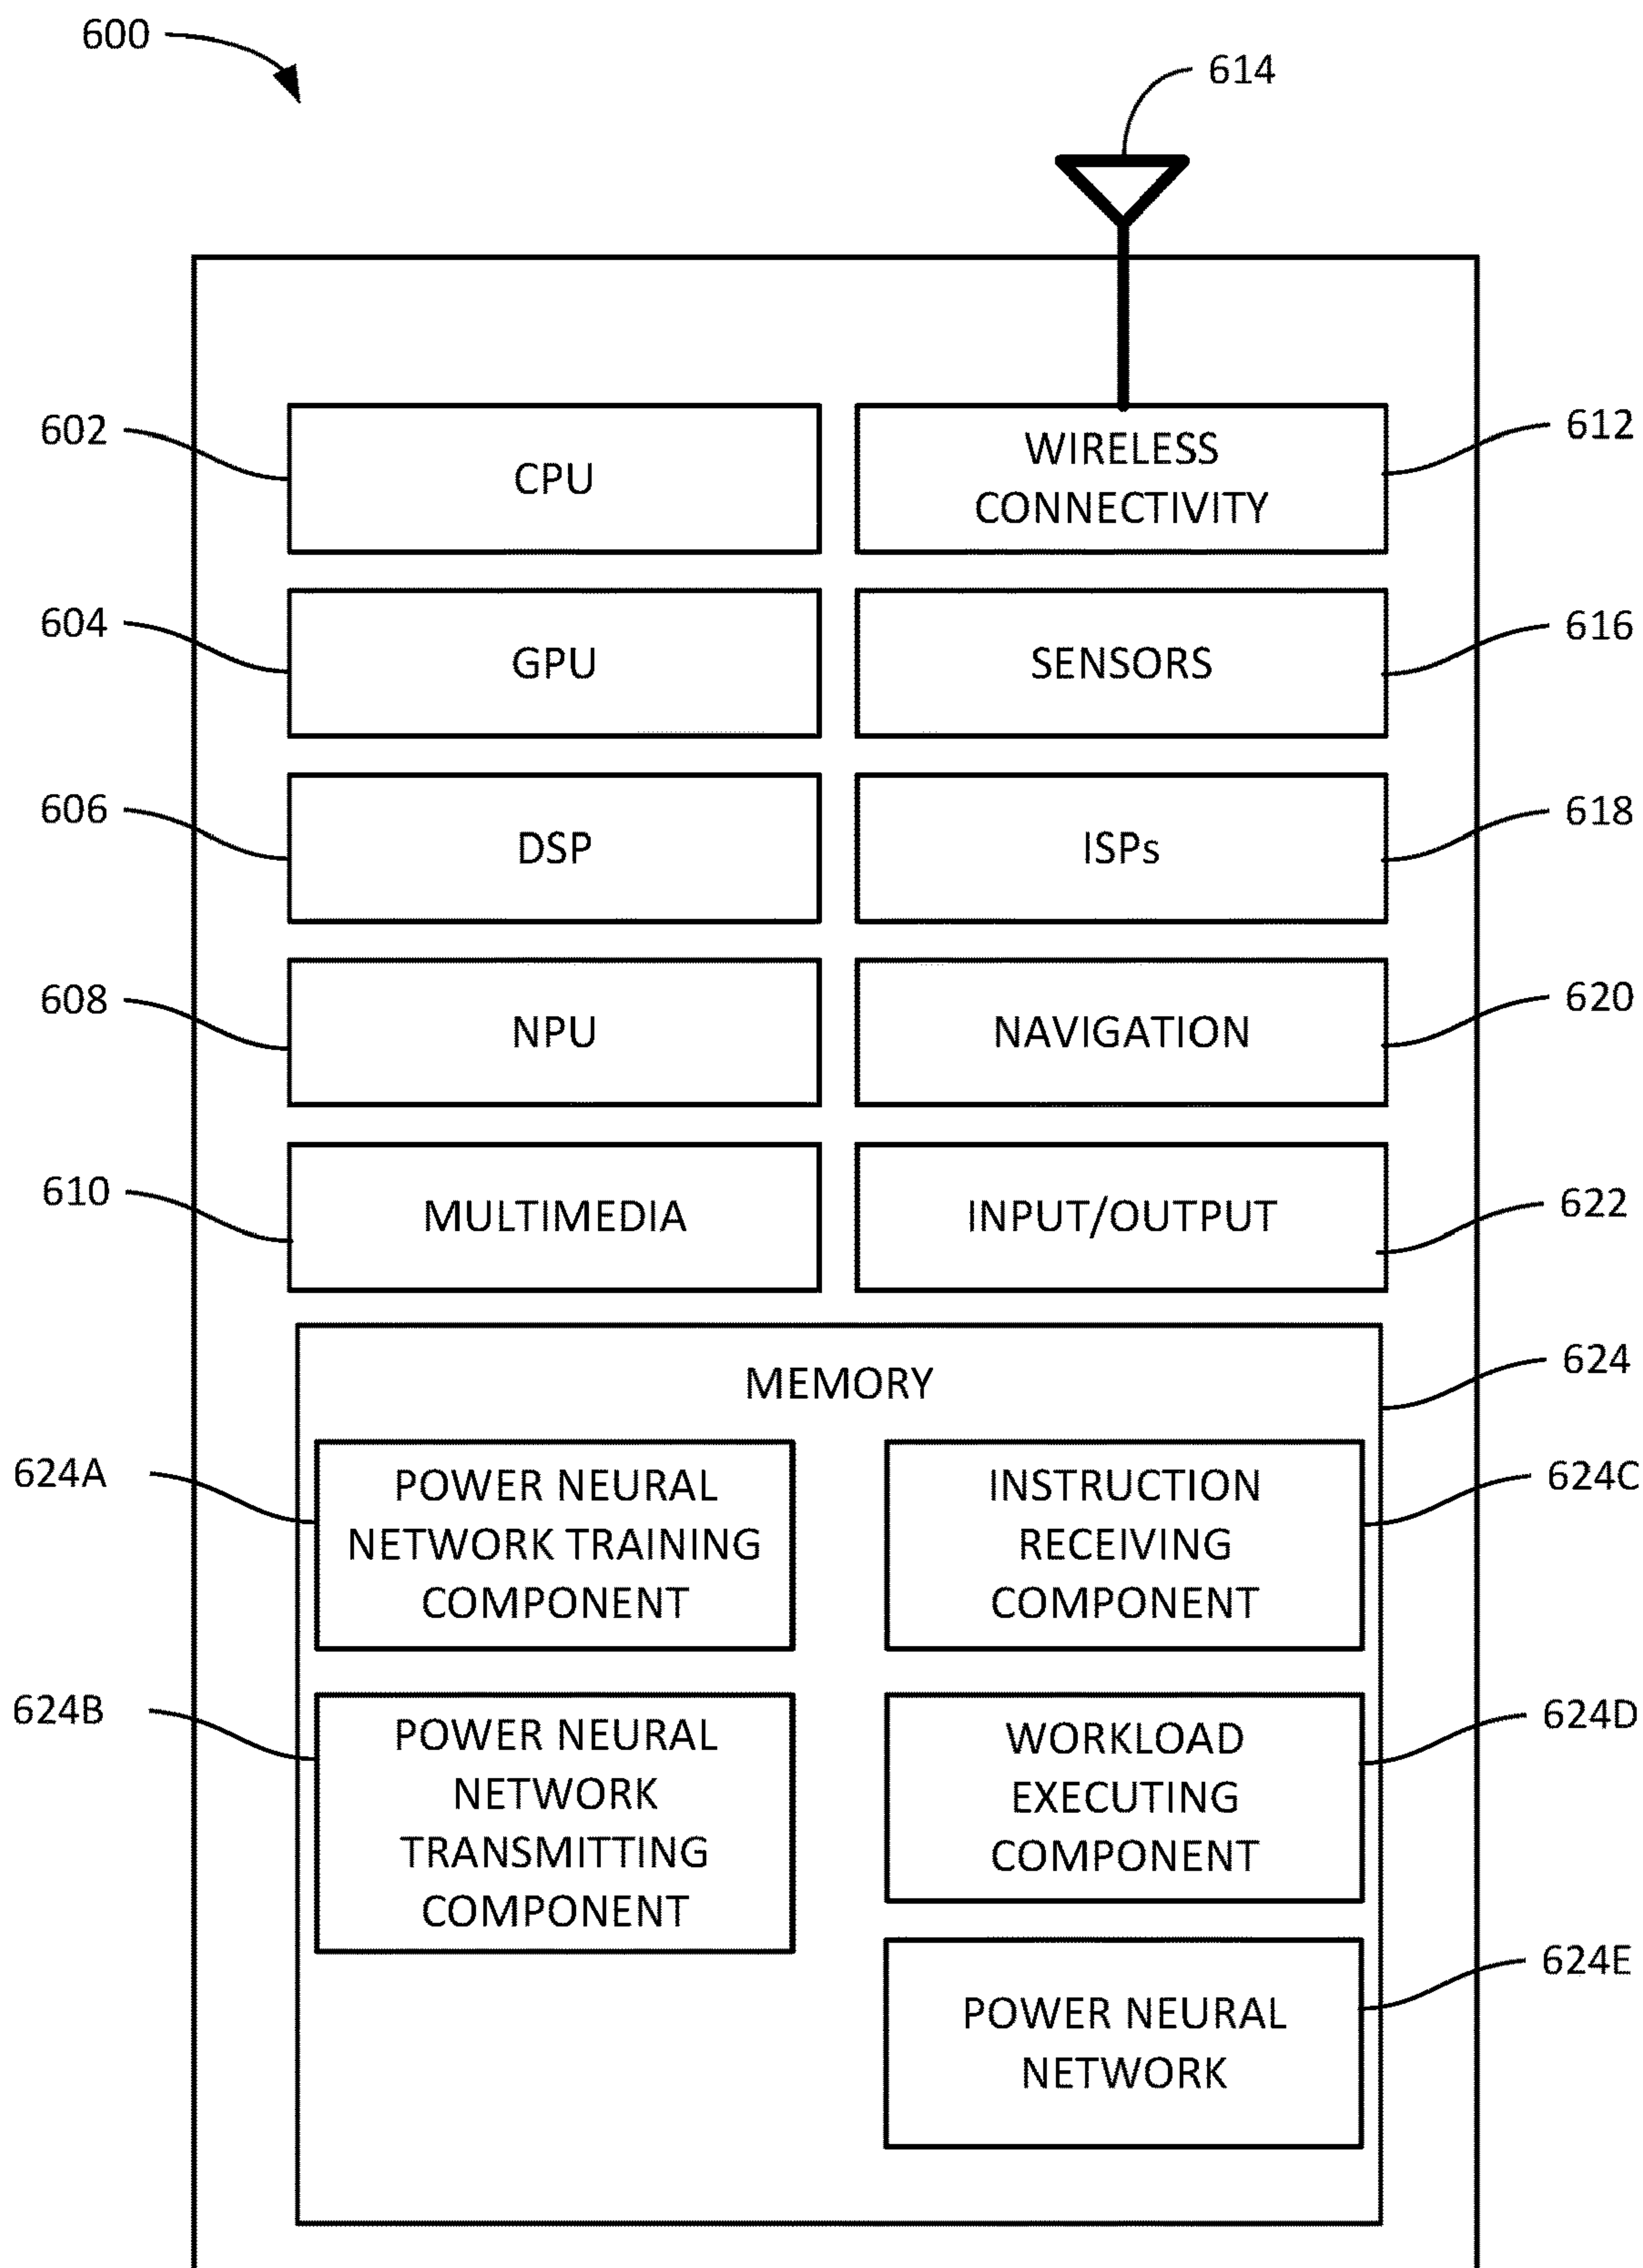 600
614
602
CPU
WIRELESS
CONNECTIVITY
612
604
GPU
SENSORS
616
606
DSP
ISPs
618
608
NPU
NAVIGATION
620
610
MULTIMEDIA
INPUT/OUTPUT
622
MEMORY
624
624A
POWER NEURAL
NETWORK TRAINING
COMPONENT
INSTRUCTION
RECEIVING
COMPONENT
624C
624B
POWER NEURAL
NETWORK
TRANSMITTING
COMPONENT
WORKLOAD
EXECUTING
COMPONENT
624D
POWER NEURAL
NETWORK
624E